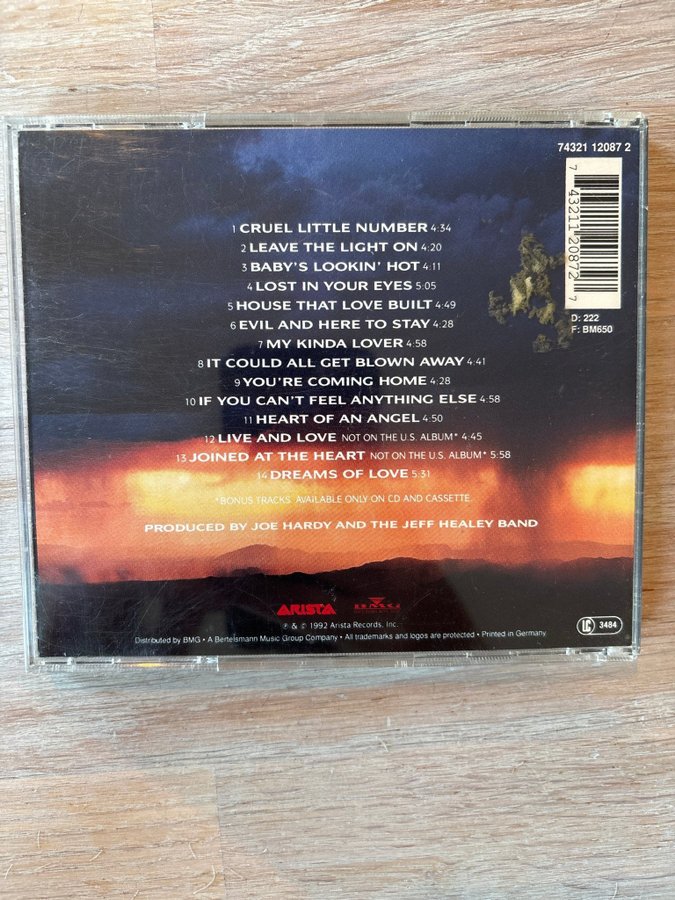 74321 12087 2
7 43211 20872 7
D: 222
F: BM650
1 CRUEL LITTLE NUMBER 4:34
2 LEAVE THE LIGHT ON 4:20
3 BABY'S LOOKIN' HOT 4:11
4 LOST IN YOUR EYES 5:05
5 HOUSE THAT LOVE BUILT 4:49
6 EVIL AND HERE TO STAY 4:28
7 MY KINDA LOVER 4:58
8 IT COULD ALL GET BLOWN AWAY 4:41
9 YOU'RE COMING HOME 4:28
10 IF YOU CAN'T FEEL ANYTHING ELSE 4:58
11 HEART OF AN ANGEL 4:50
12 LIVE AND LOVE NOT ON THE U.S. ALBUM* 4:45
13 JOINED AT THE HEART NOT ON THE U.S. ALBUM* 5:58
14 DREAMS OF LOVE 5:31
*BONUS TRACKS. AVAILABLE ONLY ON CD AND CASSETTE.
PRODUCED BY JOE HARDY AND THE JEFF HEALEY BAND
ARISTA BMG
℗ & © 1992 Arista Records, Inc.
LC 3484
Distributed by BMG • A Bertelsmann Music Group Company • All trademarks and logos are protected • Printed in Germany